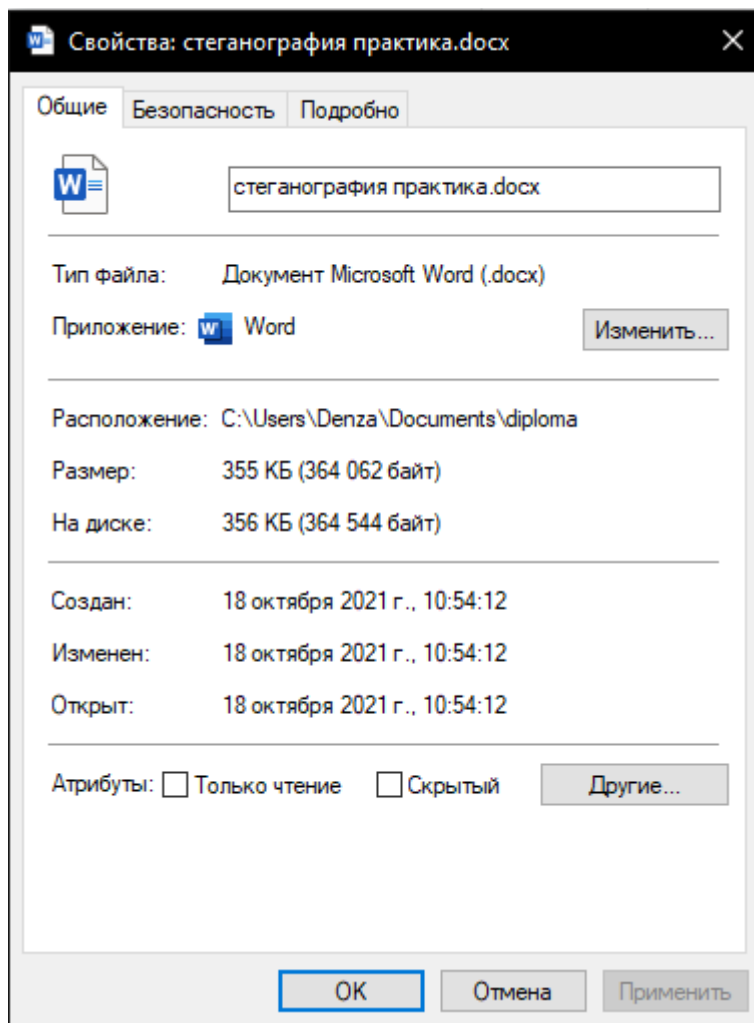 Свойства: стеганография практика.docx
Общие Безопасность Подробно
стеганография практика.docx
Тип файла: Документ Microsoft Word (.docx)
Приложение: Word Изменить...
Расположение: C:\Users\Denza\Documents\diploma
Размер: 355 КБ (364 062 байт)
На диске: 356 КБ (364 544 байт)
Создан: 18 октября 2021 г., 10:54:12
Изменен: 18 октября 2021 г., 10:54:12
Открыт: 18 октября 2021 г., 10:54:12
Атрибуты: Только чтение Скрытый Другие...
OK Отмена Применить